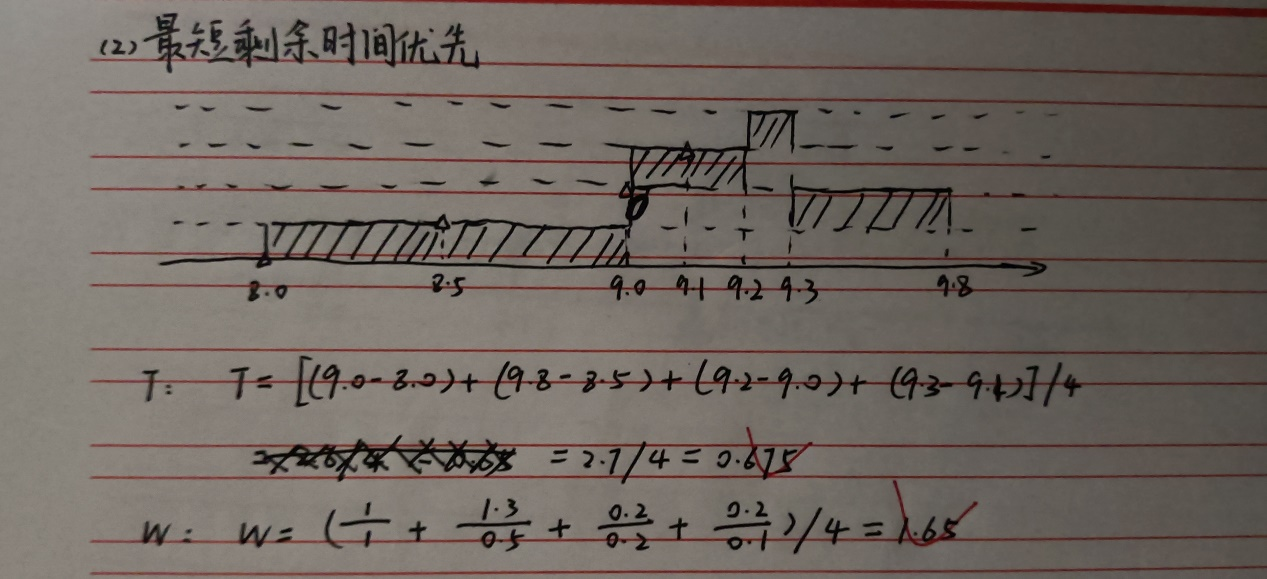 (2) 最短剩余时间优先
8.0 8.5 9.0 9.1 9.2 9.3 9.8
T: T = [(9.0-8.0) + (9.8-8.5) + (9.2-9.0) + (9.3-9.1)]/4
= 2.7/4 = 0.675
W: W = (1/1 + 1.3/0.5 + 0.2/0.2 + 0.2/0.1)/4 = 1.65